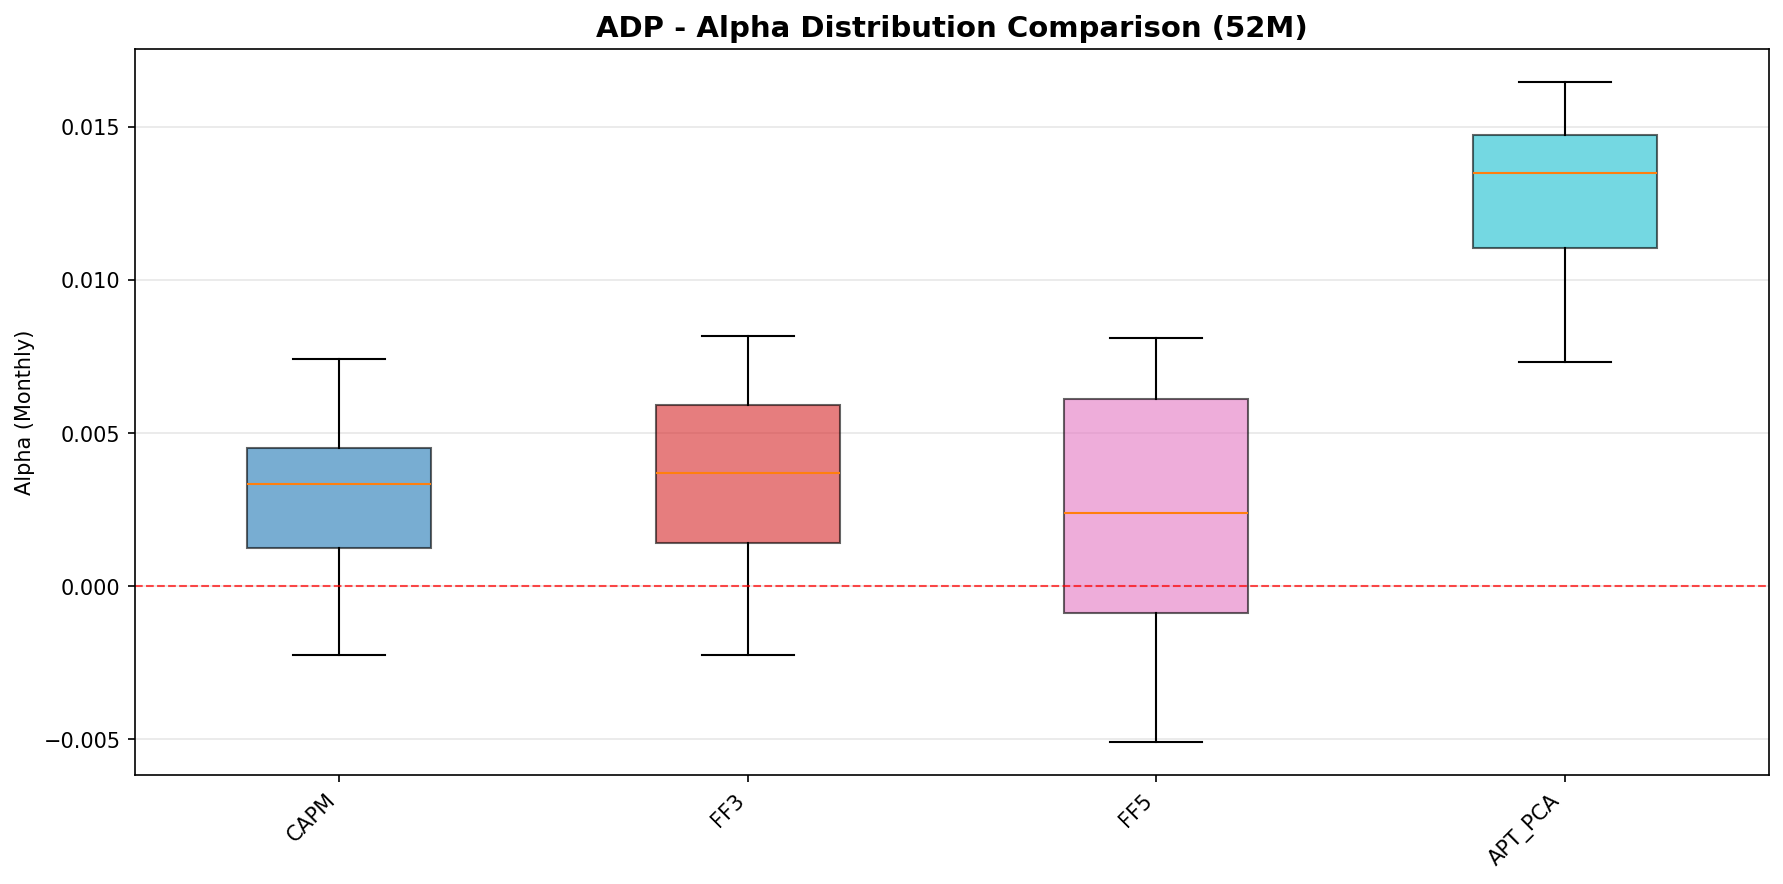 ADP - Alpha Distribution Comparison (52M)
Alpha (Monthly)
0.015
0.010
0.005
0.000
−0.005
CAPM
FF3
FF5
APT_PCA